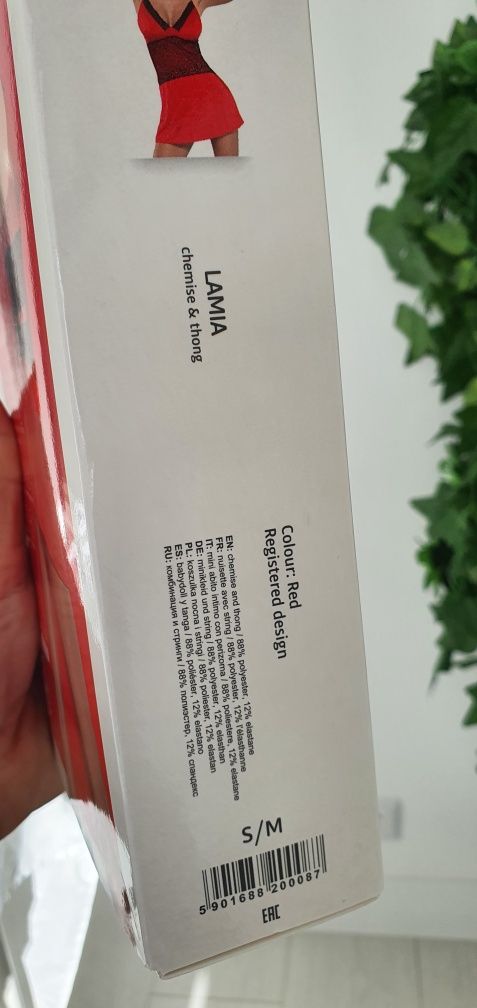 LAMIA
chemise & thong
Colour: Red
Registered design
EN: chemise and thong / 88% polyester, 12% elastane
FR: nuisette avec string / 88% polyester, 12% l'élasthanne
IT: mini abito intimo con perizoma / 88% poliestere, 12% elastane
DE: minikleid und string / 88% polyester, 12% elasthan
PL: koszulka nocna i stringi / 88% poliester, 12% elastan
ES: babydoll y tanga / 88% poliéster, 12% elastano
RU: комбинация и стринги / 88% полиэстер, 12% спандекс
S/M
5 901688 200087
EAC